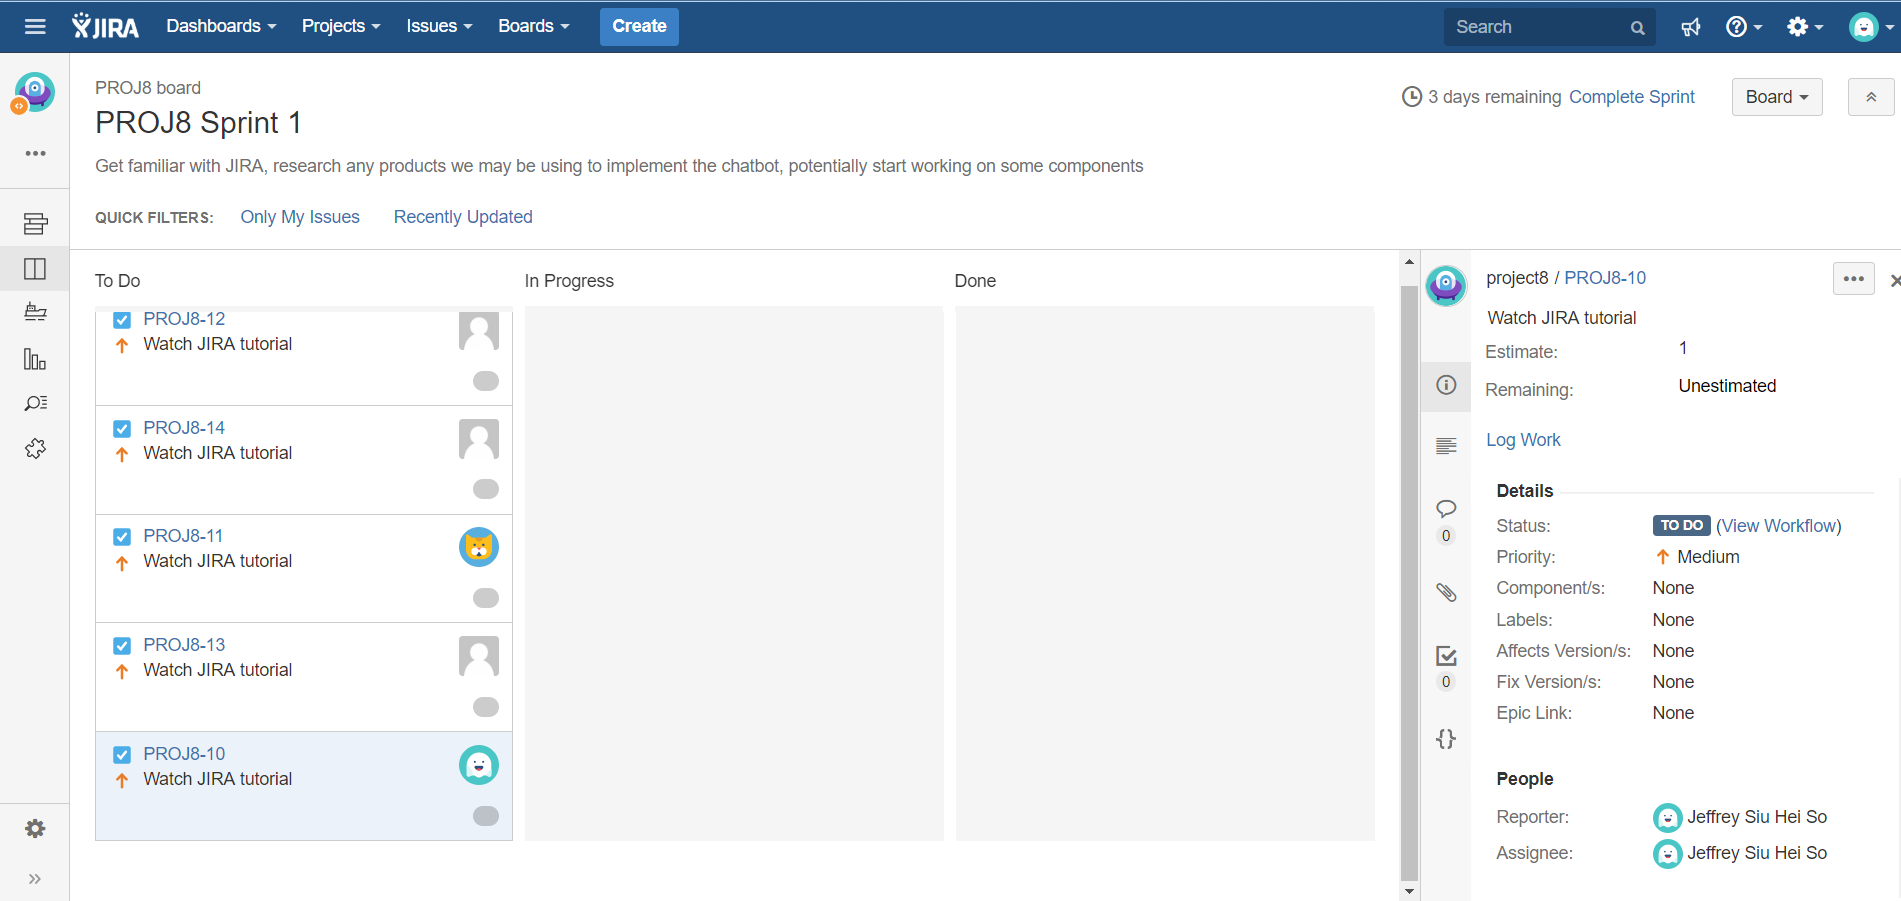 JIRA Dashboards Projects Issues Boards Create Search
PROJ8 board
PROJ8 Sprint 1
3 days remaining Complete Sprint Board
Get familiar with JIRA, research any products we may be using to implement the chatbot, potentially start working on some components
QUICK FILTERS: Only My Issues Recently Updated
To Do In Progress Done
PROJ8-12
Watch JIRA tutorial
PROJ8-14
Watch JIRA tutorial
PROJ8-11
Watch JIRA tutorial
PROJ8-13
Watch JIRA tutorial
PROJ8-10
Watch JIRA tutorial
project8 / PROJ8-10
Watch JIRA tutorial
Estimate: 1
Remaining: Unestimated
Log Work
0
0
Details
Status: TO DO (View Workflow)
Priority: Medium
Component/s: None
Labels: None
Affects Version/s: None
Fix Version/s: None
Epic Link: None
People
Reporter: Jeffrey Siu Hei So
Assignee: Jeffrey Siu Hei So